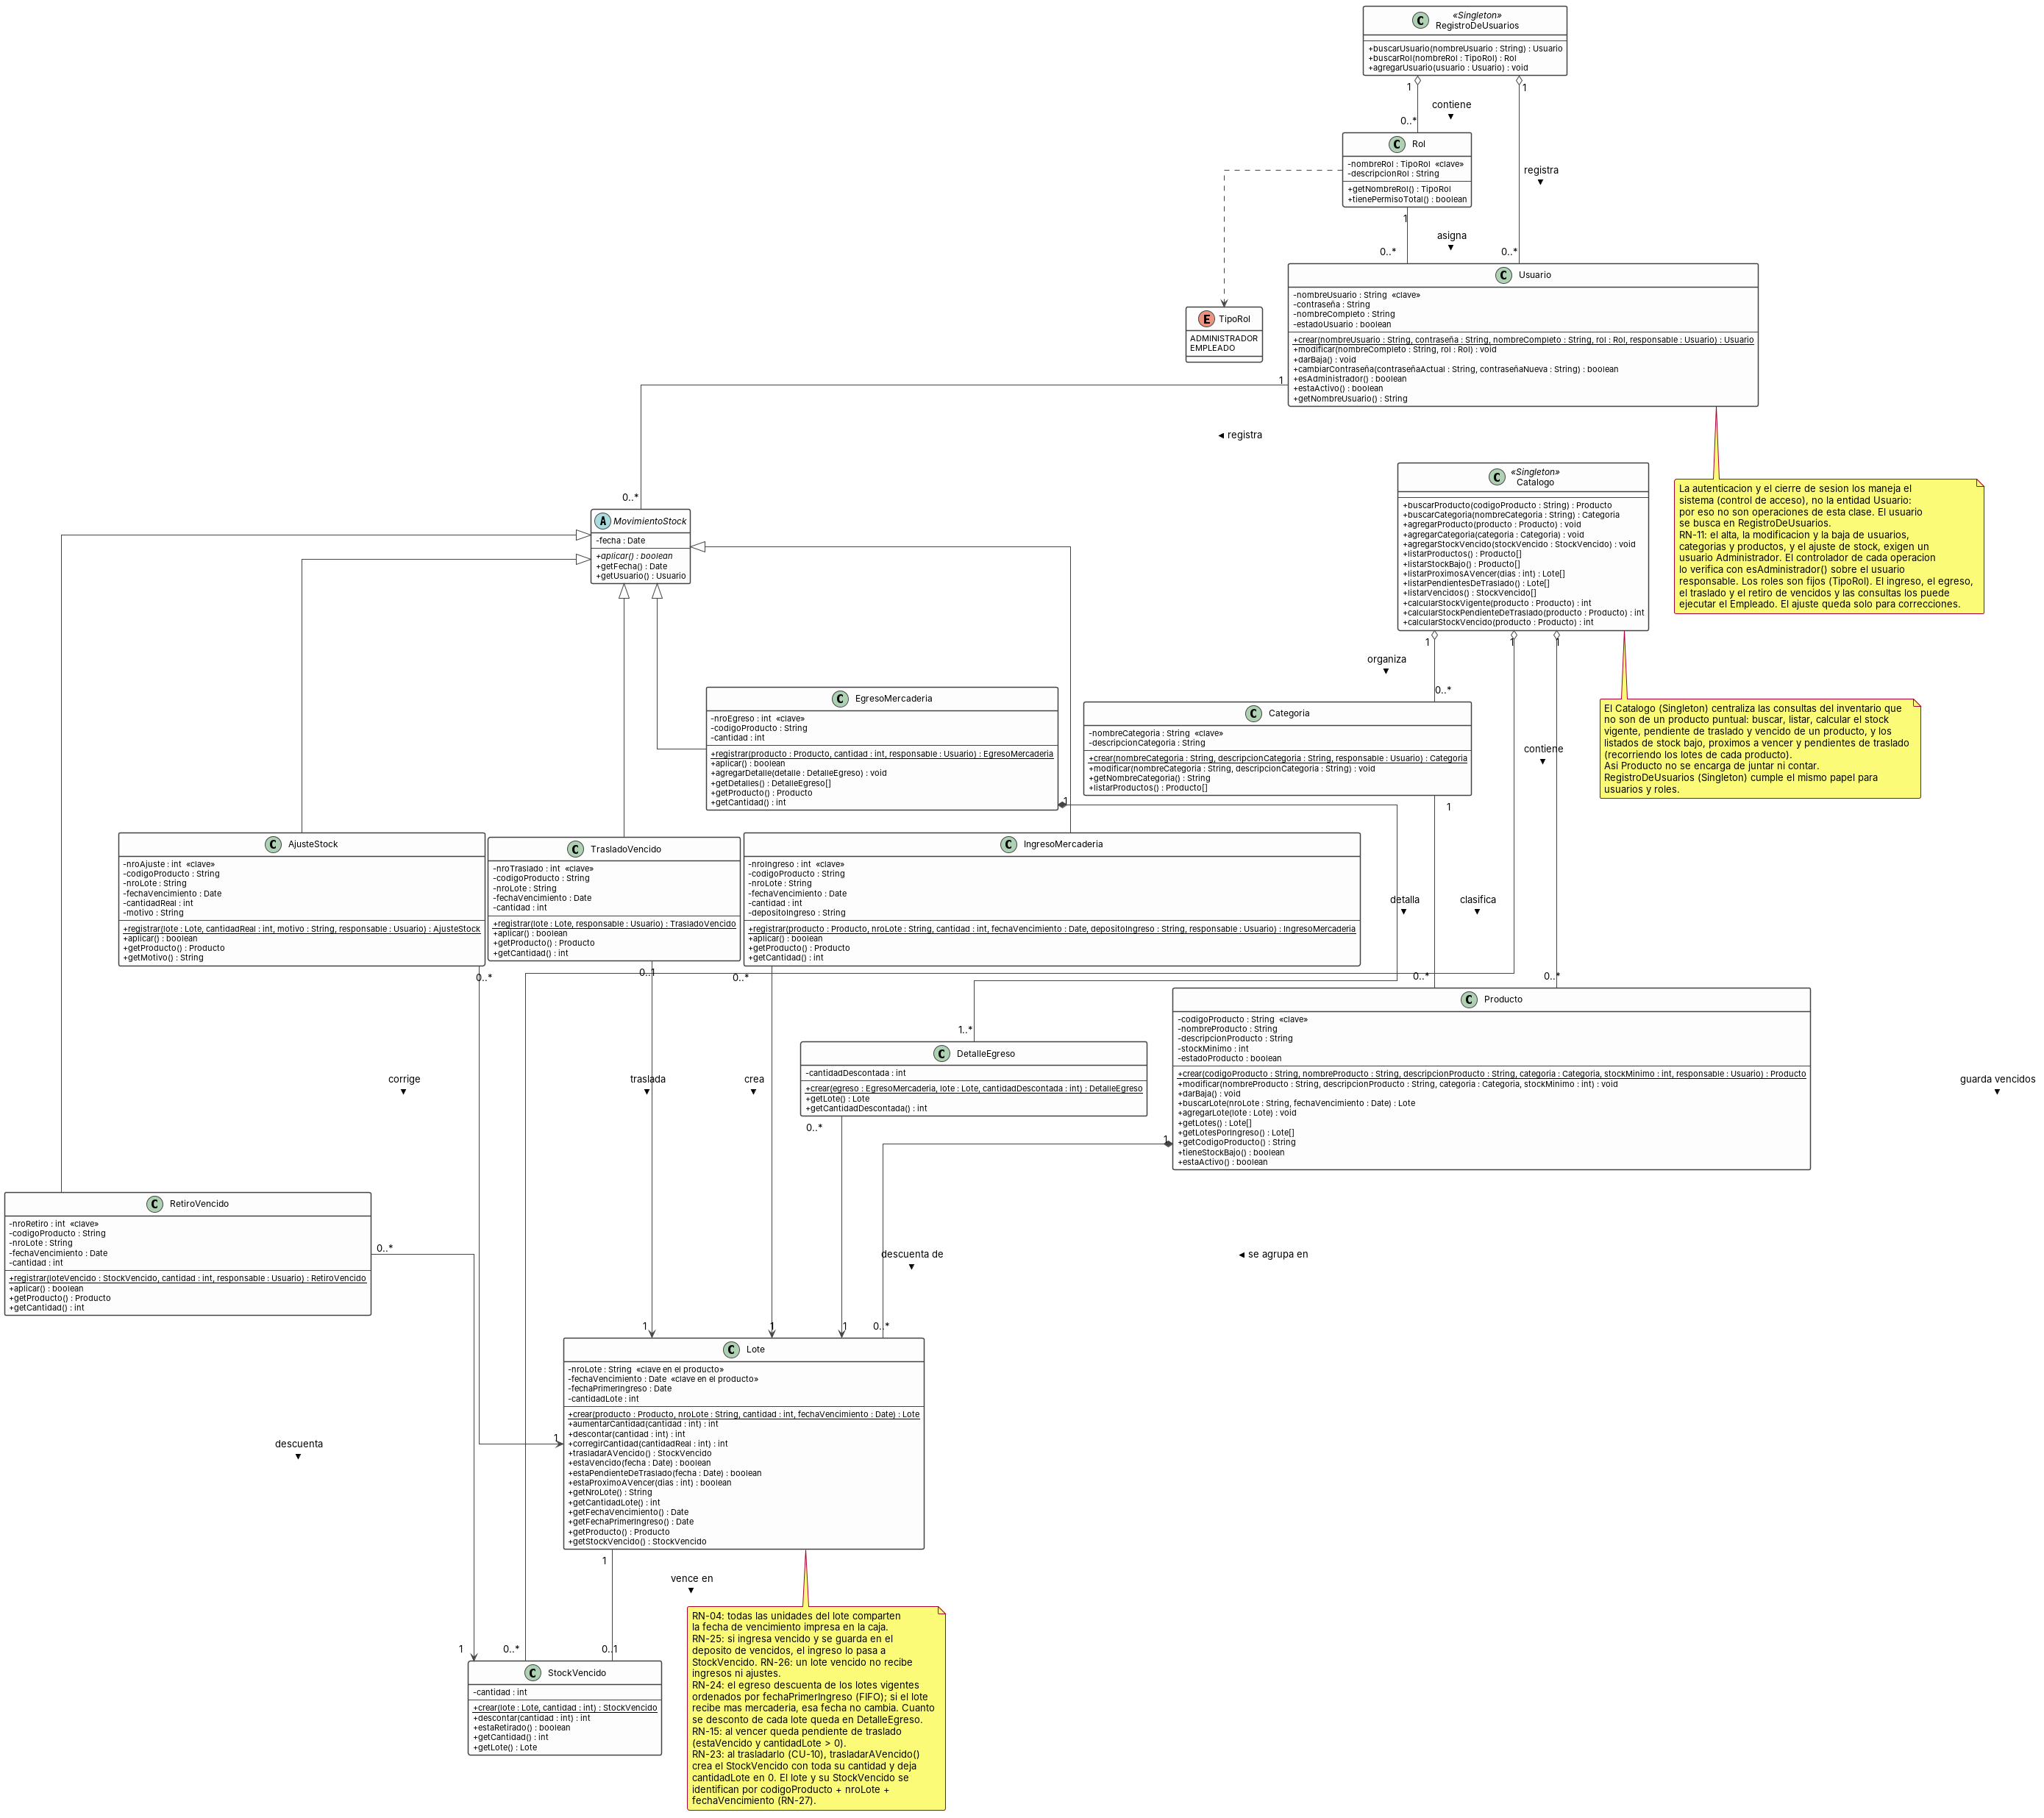 «Singleton»
RegistroDeUsuarios
+buscarUsuario(nombreUsuario : String) : Usuario
+buscarRol(nombreRol : TipoRol) : Rol
+agregarUsuario(usuario : Usuario) : void
1
1
contiene
▼
0..*
Rol
-nombreRol : TipoRol «clave»
-descripcionRol : String
+getNombreRol() : TipoRol
+tienePermisoTotal() : boolean
registra
▼
1
asigna
▼
0..*
0..*
Usuario
-nombreUsuario : String «clave»
-contraseña : String
-nombreCompleto : String
-estadoUsuario : boolean
+crear(nombreUsuario : String, contraseña : String, nombreCompleto : String, rol : Rol, responsable : Usuario) : Usuario
+modificar(nombreCompleto : String, rol : Rol) : void
+darBaja() : void
+cambiarContraseña(contraseñaActual : String, contraseñaNueva : String) : boolean
+esAdministrador() : boolean
+estaActivo() : boolean
+getNombreUsuario() : String
TipoRol
ADMINISTRADOR
EMPLEADO
1
◄ registra
0..*
MovimientoStock
-fecha : Date
+aplicar() : boolean
+getFecha() : Date
+getUsuario() : Usuario
«Singleton»
Catalogo
+buscarProducto(codigoProducto : String) : Producto
+buscarCategoria(nombreCategoria : String) : Categoria
+agregarProducto(producto : Producto) : void
+agregarCategoria(categoria : Categoria) : void
+agregarStockVencido(stockVencido : StockVencido) : void
+listarProductos() : Producto[]
+listarStockBajo() : Producto[]
+listarProximosAVencer(dias : int) : Lote[]
+listarPendientesDeTraslado() : Lote[]
+listarVencidos() : StockVencido[]
+calcularStockVigente(producto : Producto) : int
+calcularStockPendienteDeTraslado(producto : Producto) : int
+calcularStockVencido(producto : Producto) : int
La autenticacion y el cierre de sesion los maneja el
sistema (control de acceso), no la entidad Usuario:
por eso no son operaciones de esta clase. El usuario
se busca en RegistroDeUsuarios.
RN-11: el alta, la modificacion y la baja de usuarios,
categorias y productos, y el ajuste de stock, exigen un
usuario Administrador. El controlador de cada operacion
lo verifica con esAdministrador() sobre el usuario
responsable. Los roles son fijos (TipoRol). El ingreso, el egreso,
el traslado y el retiro de vencidos y las consultas los puede
ejecutar el Empleado. El ajuste queda solo para correcciones.
1
1
1
organiza
▼
0..*
EgresoMercaderia
-nroEgreso : int «clave»
-codigoProducto : String
-cantidad : int
+registrar(producto : Producto, cantidad : int, responsable : Usuario) : EgresoMercaderia
+aplicar() : boolean
+agregarDetalle(detalle : DetalleEgreso) : void
+getDetalles() : DetalleEgreso[]
+getProducto() : Producto
+getCantidad() : int
1
Categoria
-nombreCategoria : String «clave»
-descripcionCategoria : String
+crear(nombreCategoria : String, descripcionCategoria : String, responsable : Usuario) : Categoria
+modificar(nombreCategoria : String, descripcionCategoria : String) : void
+getNombreCategoria() : String
+listarProductos() : Producto[]
1
contiene
▼
El Catalogo (Singleton) centraliza las consultas del inventario que
no son de un producto puntual: buscar, listar, calcular el stock
vigente, pendiente de traslado y vencido de un producto, y los
listados de stock bajo, proximos a vencer y pendientes de traslado
(recorriendo los lotes de cada producto).
Asi Producto no se encarga de juntar ni contar.
RegistroDeUsuarios (Singleton) cumple el mismo papel para
usuarios y roles.
AjusteStock
-nroAjuste : int «clave»
-codigoProducto : String
-nroLote : String
-fechaVencimiento : Date
-cantidadReal : int
-motivo : String
+registrar(lote : Lote, cantidadReal : int, motivo : String, responsable : Usuario) : AjusteStock
+aplicar() : boolean
+getProducto() : Producto
+getMotivo() : String
0..*
TrasladoVencido
-nroTraslado : int «clave»
-codigoProducto : String
-nroLote : String
-fechaVencimiento : Date
-cantidad : int
+registrar(lote : Lote, responsable : Usuario) : TrasladoVencido
+aplicar() : boolean
+getProducto() : Producto
+getCantidad() : int
0..1
IngresoMercaderia
-nroIngreso : int «clave»
-codigoProducto : String
-nroLote : String
-fechaVencimiento : Date
-cantidad : int
-depositoIngreso : String
+registrar(producto : Producto, nroLote : String, cantidad : int, fechaVencimiento : Date, depositoIngreso : String, responsable : Usuario) : IngresoMercaderia
+aplicar() : boolean
+getProducto() : Producto
+getCantidad() : int
0..*
detalla
▼
clasifica
▼
0..*
0..*
1..*
DetalleEgreso
-cantidadDescontada : int
+crear(egreso : EgresoMercaderia, lote : Lote, cantidadDescontada : int) : DetalleEgreso
+getLote() : Lote
+getCantidadDescontada() : int
0..*
Producto
-codigoProducto : String «clave»
-nombreProducto : String
-descripcionProducto : String
-stockMinimo : int
-estadoProducto : boolean
+crear(codigoProducto : String, nombreProducto : String, descripcionProducto : String, categoria : Categoria, stockMinimo : int, responsable : Usuario) : Producto
+modificar(nombreProducto : String, descripcionProducto : String, categoria : Categoria, stockMinimo : int) : void
+darBaja() : void
+buscarLote(nroLote : String, fechaVencimiento : Date) : Lote
+agregarLote(lote : Lote) : void
+getLotes() : Lote[]
+getLotesPorIngreso() : Lote[]
+getCodigoProducto() : String
+tieneStockBajo() : boolean
+estaActivo() : boolean
1
corrige
▼
traslada
▼
crea
▼
guarda vencidos
▼
RetiroVencido
-nroRetiro : int «clave»
-codigoProducto : String
-nroLote : String
-fechaVencimiento : Date
-cantidad : int
+registrar(loteVencido : StockVencido, cantidad : int, responsable : Usuario) : RetiroVencido
+aplicar() : boolean
+getProducto() : Producto
+getCantidad() : int
0..*
descuenta de
▼
◄ se agrupa en
1
1
1
0..*
Lote
-nroLote : String «clave en el producto»
-fechaVencimiento : Date «clave en el producto»
-fechaPrimerIngreso : Date
-cantidadLote : int
+crear(producto : Producto, nroLote : String, cantidad : int, fechaVencimiento : Date) : Lote
+aumentarCantidad(cantidad : int) : int
+descontar(cantidad : int) : int
+corregirCantidad(cantidadReal : int) : int
+trasladarAVencido() : StockVencido
+estaVencido(fecha : Date) : boolean
+estaPendienteDeTraslado(fecha : Date) : boolean
+estaProximoAVencer(dias : int) : boolean
+getNroLote() : String
+getCantidadLote() : int
+getFechaVencimiento() : Date
+getFechaPrimerIngreso() : Date
+getProducto() : Producto
+getStockVencido() : StockVencido
1
descuenta
▼
1
vence en
▼
1
0..*
0..1
StockVencido
-cantidad : int
+crear(lote : Lote, cantidad : int) : StockVencido
+descontar(cantidad : int) : int
+estaRetirado() : boolean
+getCantidad() : int
+getLote() : Lote
RN-04: todas las unidades del lote comparten
la fecha de vencimiento impresa en la caja.
RN-25: si ingresa vencido y se guarda en el
deposito de vencidos, el ingreso lo pasa a
StockVencido. RN-26: un lote vencido no recibe
ingresos ni ajustes.
RN-24: el egreso descuenta de los lotes vigentes
ordenados por fechaPrimerIngreso (FIFO); si el lote
recibe mas mercaderia, esa fecha no cambia. Cuanto
se desconto de cada lote queda en DetalleEgreso.
RN-15: al vencer queda pendiente de traslado
(estaVencido y cantidadLote > 0).
RN-23: al trasladarlo (CU-10), trasladarAVencido()
crea el StockVencido con toda su cantidad y deja
cantidadLote en 0. El lote y su StockVencido se
identifican por codigoProducto + nroLote +
fechaVencimiento (RN-27).